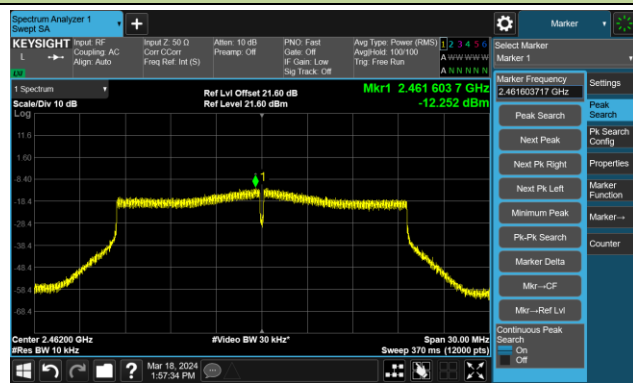 Spectrum Analyzer 1
Swept SA
Marker
KEYSIGHT
L
Input: RF
Coupling: AC
Align: Auto
Input Z: 50 Ω
Corr CCorr
Freq Ref: Int (S)
Atten: 10 dB
Preamp: Off
PNO: Fast
Gate: Off
IF Gain: Low
Sig Track: Off
Avg Type: Power (RMS)
Avg|Hold: 100/100
Trig: Free Run
1 2 3 4 5 6
A W W W W W
A N N N N N
Select Marker
Marker 1
1 Spectrum
Scale/Div 10 dB
Log
Ref Lvl Offset 21.60 dB
Ref Level 21.60 dBm
Mkr1 2.461 603 7 GHz
-12.252 dBm
11.6
1.60
-8.40
-18.4
-28.4
-38.4
-48.4
-58.4
-68.4
1
Center 2.46200 GHz
#Res BW 10 kHz
#Video BW 30 kHz*
Span 30.00 MHz
Sweep 370 ms (12000 pts)
Marker Frequency
2.461603717 GHz
Peak Search
Next Peak
Next Pk Right
Next Pk Left
Minimum Peak
Pk-Pk Search
Marker Delta
Mkr→CF
Mkr→Ref Lvl
Continuous Peak
Search
On
Off
Settings
Peak
Search
Pk Search
Config
Properties
Marker
Function
Marker→
Counter
?
Mar 18, 2024
1:57:34 PM